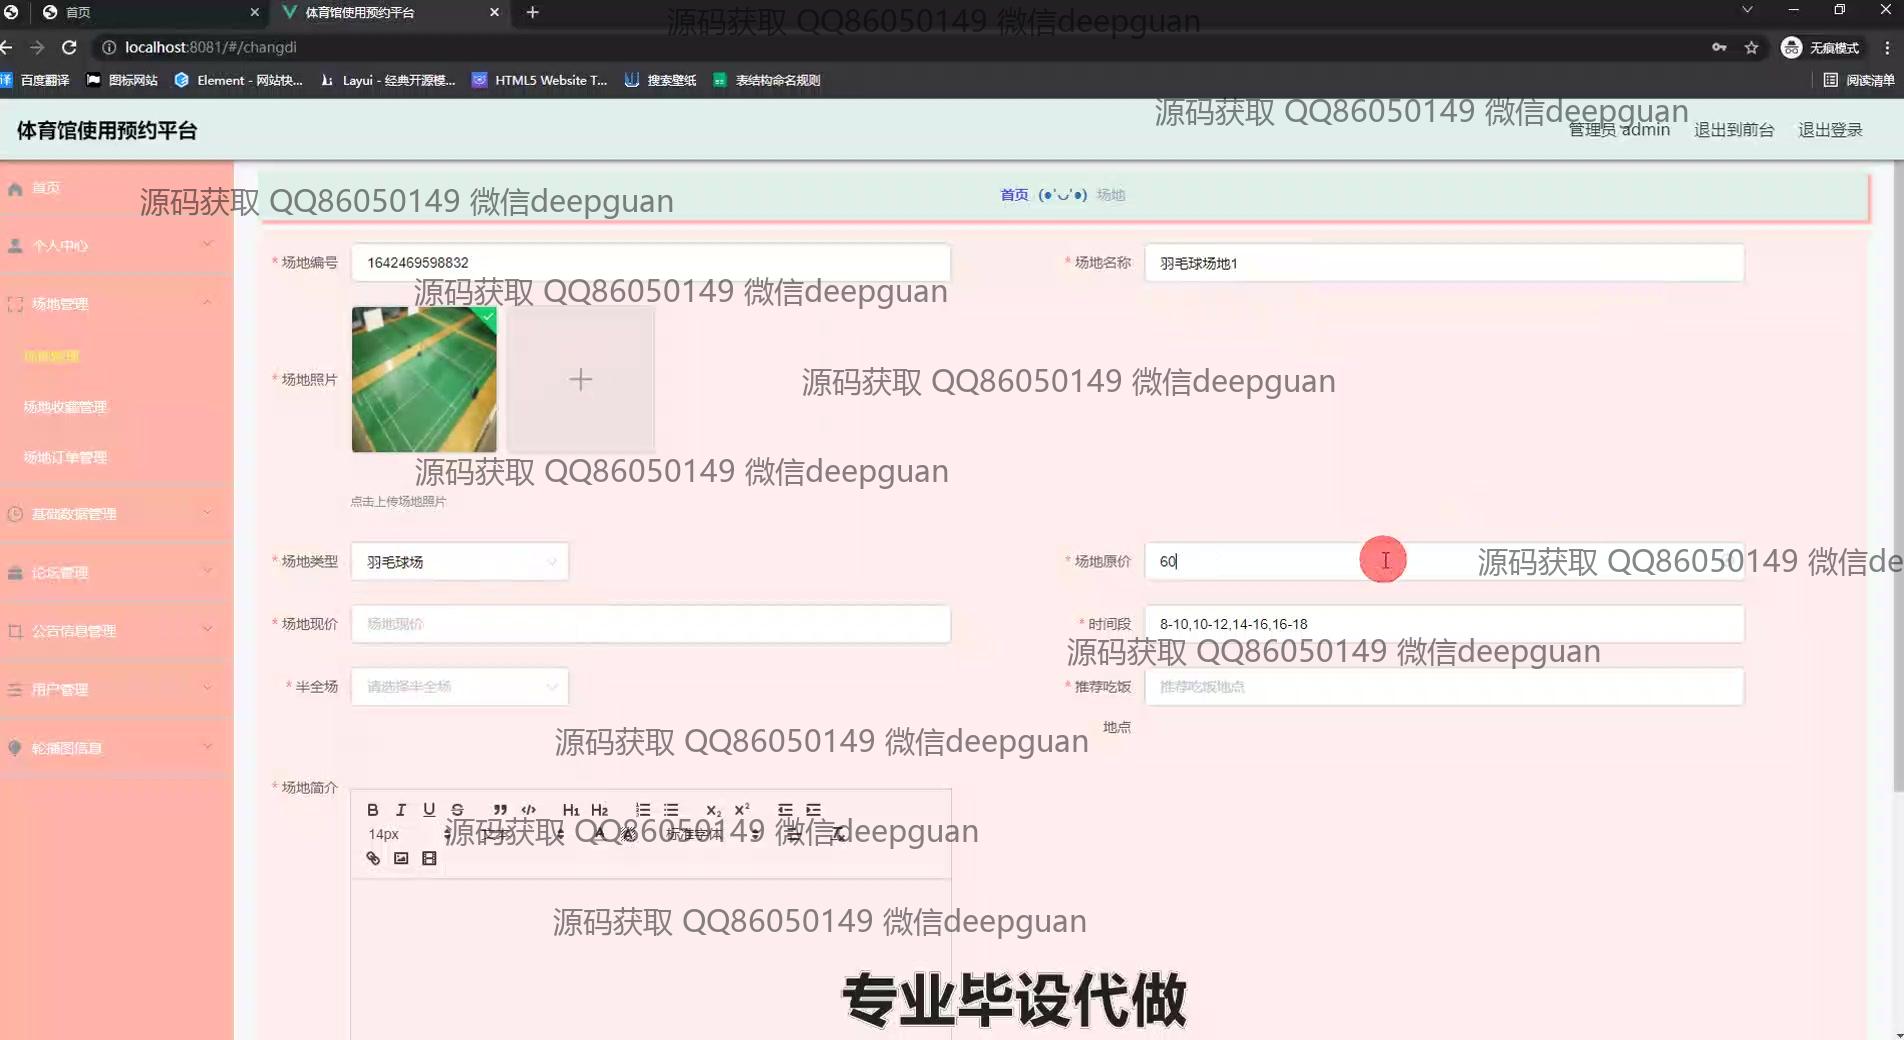 首页
体育馆使用预约平台
源码获取 QQ86050149 微信deepguan
localhost:8081/#/changdi
无痕模式
百度翻译
图标网站
Element - 网站快...
Layui - 经典开源模...
HTML5 Website T...
搜索壁纸
表结构命名规则
阅读清单
源码获取 QQ86050149 微信deepguan
体育馆使用预约平台
管理员 admin
退出到前台
退出登录
首页
源码获取 QQ86050149 微信deepguan
首页 (●'◡'●) 场地
个人中心
* 场地编号
1642469598832
* 场地名称
羽毛球场地1
源码获取 QQ86050149 微信deepguan
场地管理
* 场地照片
源码获取 QQ86050149 微信deepguan
场地收藏管理
场地订单管理
源码获取 QQ86050149 微信deepguan
点击上传场地照片
基础数据管理
* 场地类型
羽毛球场
* 场地原价
60
源码获取 QQ86050149 微信de
论坛管理
* 场地现价
场地现价
* 时间段
8-10,10-12,14-16,16-18
公告信息管理
源码获取 QQ86050149 微信deepguan
* 半全场
请选择半全场
* 推荐吃饭
地点
推荐吃饭地点
用户管理
源码获取 QQ86050149 微信deepguan
轮播图信息
* 场地简介
B I U S H1 H2 X2 X2
14px
文本
标准字体
源码获取 QQ86050149 微信deepguan
源码获取 QQ86050149 微信deepguan
专业毕设代做